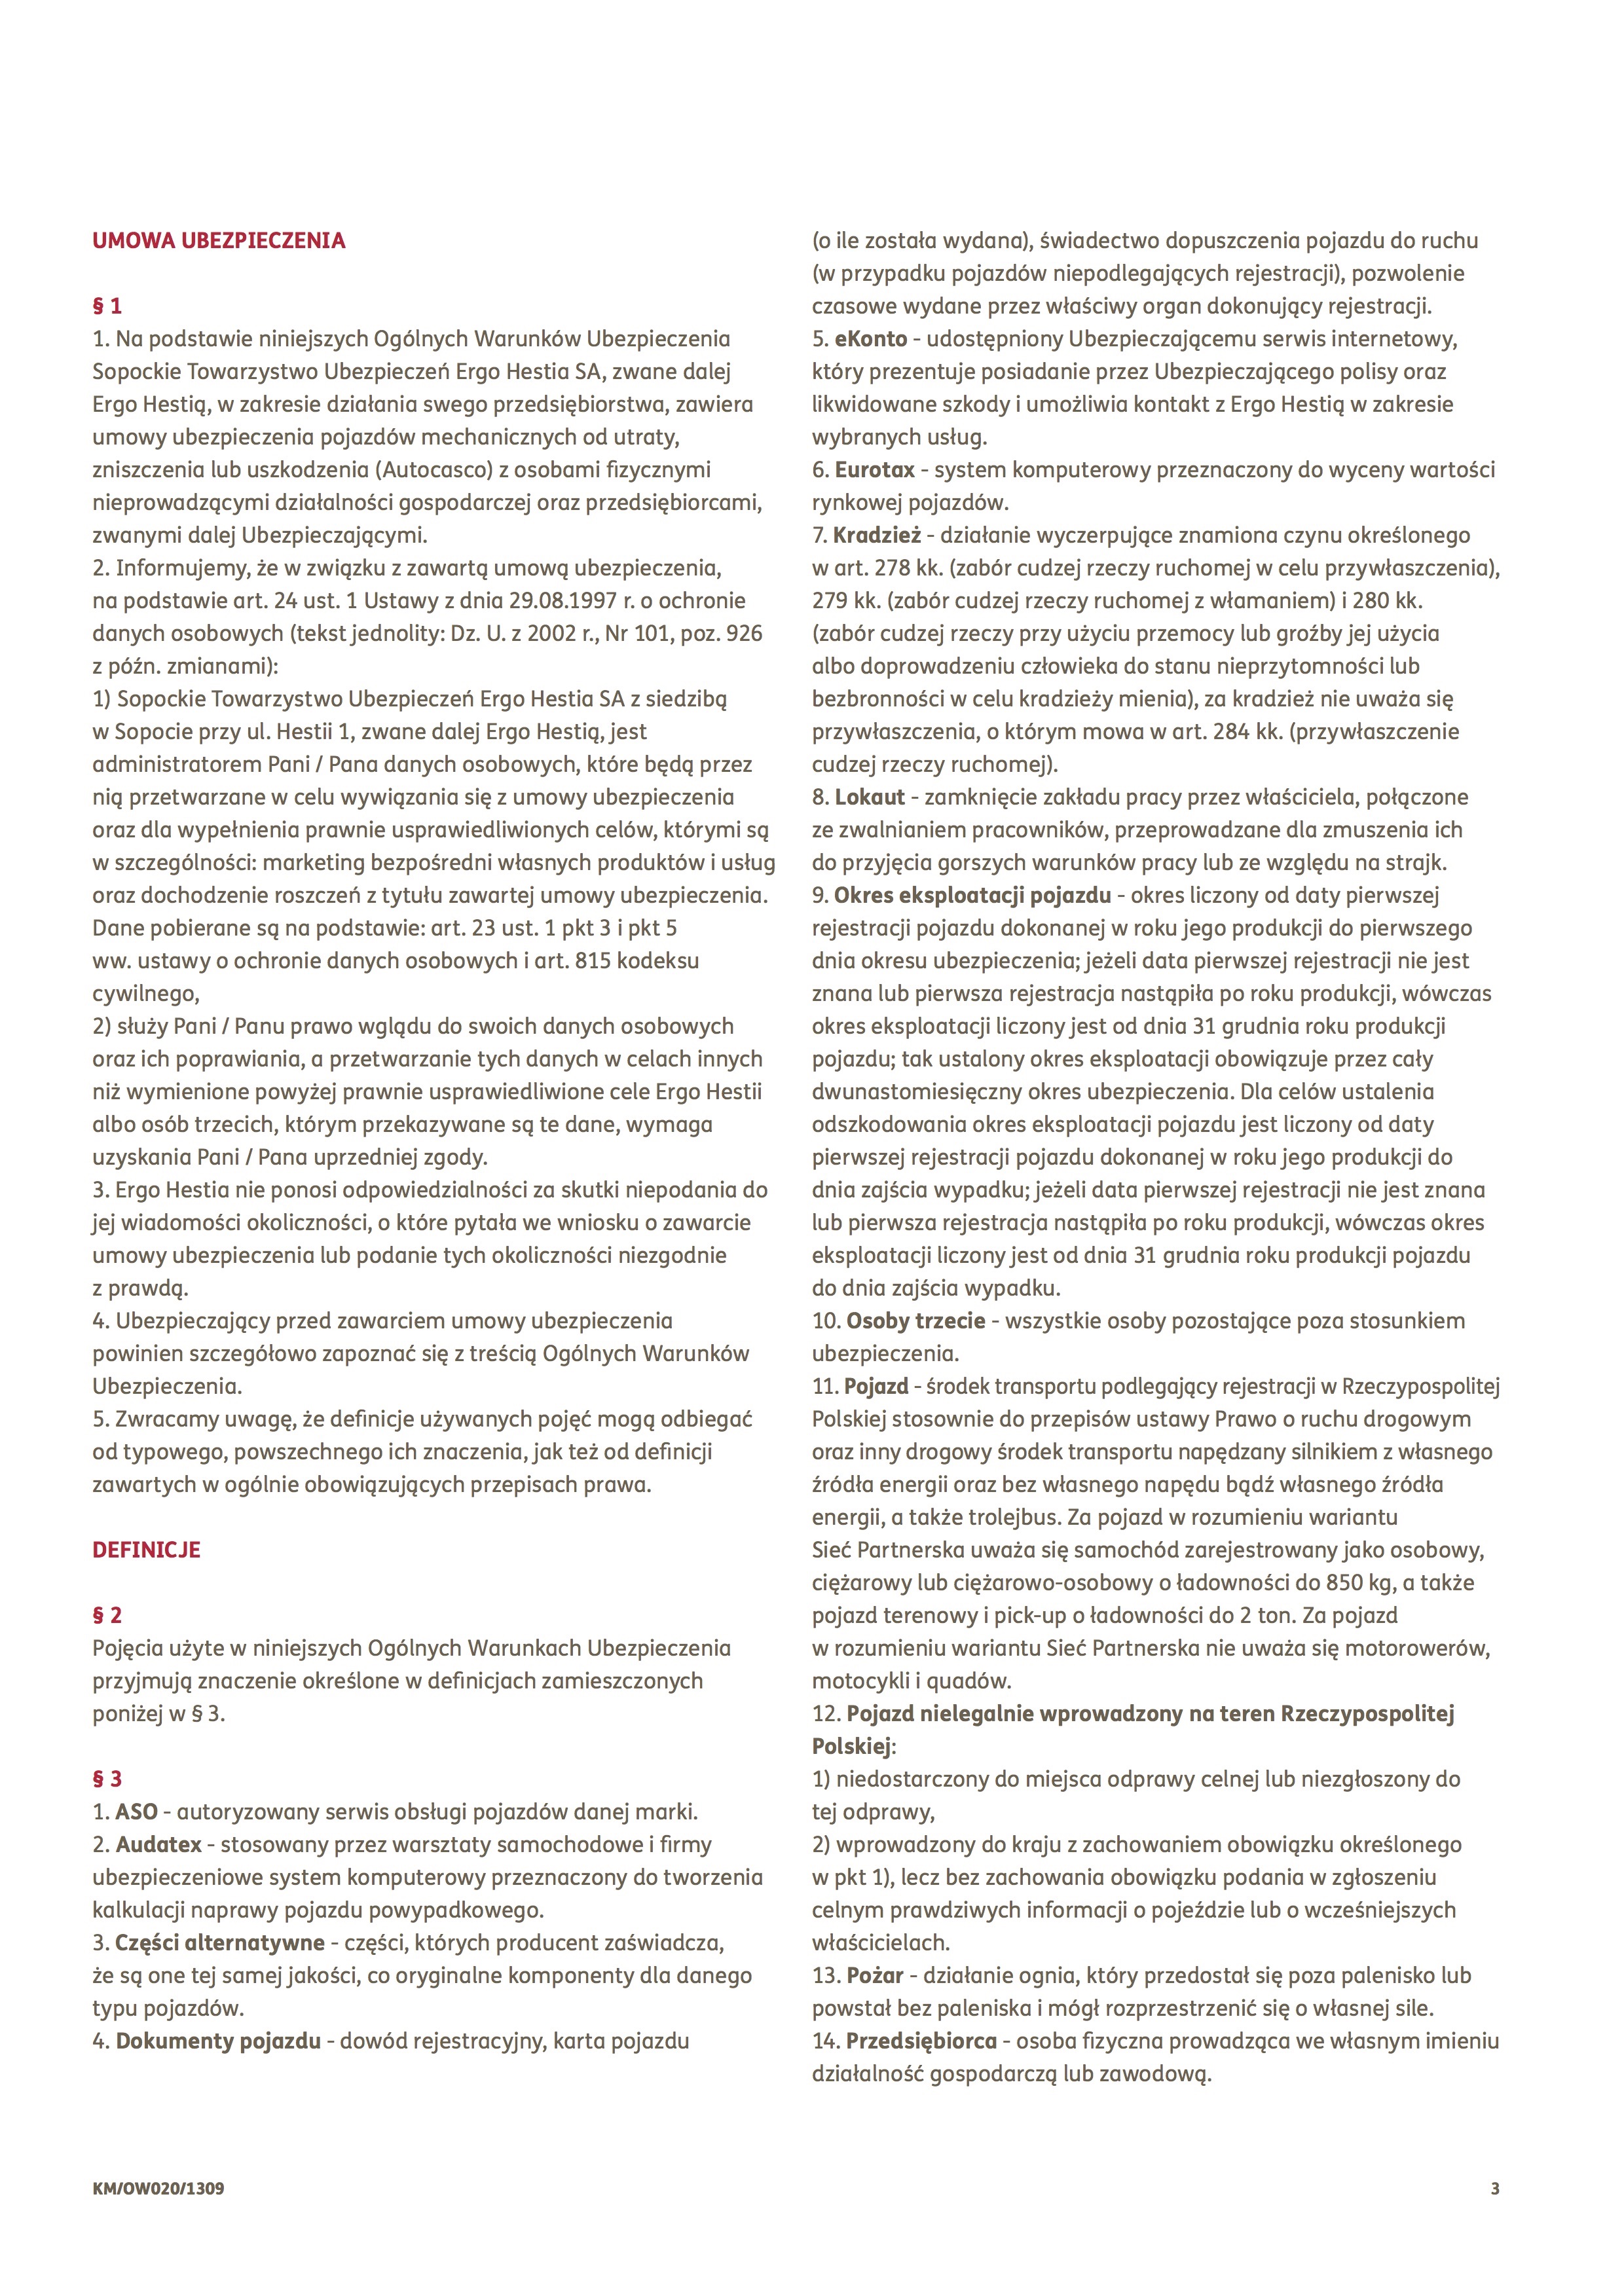 UMOWA UBEZPIECZENIA
§ 1
1. Na podstawie niniejszych Ogólnych Warunków Ubezpieczenia
Sopockie Towarzystwo Ubezpieczeń Ergo Hestia SA, zwane dalej
Ergo Hestią, w zakresie działania swego przedsiębiorstwa, zawiera
umowy ubezpieczenia pojazdów mechanicznych od utraty,
zniszczenia lub uszkodzenia (Autocasco) z osobami fizycznymi
nieprowadzącymi działalności gospodarczej oraz przedsiębiorcami,
zwanymi dalej Ubezpieczającymi.
2. Informujemy, że w związku z zawartą umową ubezpieczenia,
na podstawie art. 24 ust. 1 Ustawy z dnia 29.08.1997 r. o ochronie
danych osobowych (tekst jednolity: Dz. U. z 2002 r., Nr 101, poz. 926
z późn. zmianami):
1) Sopockie Towarzystwo Ubezpieczeń Ergo Hestia SA z siedzibą
w Sopocie przy ul. Hestii 1, zwane dalej Ergo Hestią, jest
administratorem Pani / Pana danych osobowych, które będą przez
nią przetwarzane w celu wywiązania się z umowy ubezpieczenia
oraz dla wypełnienia prawnie usprawiedliwionych celów, którymi są
w szczególności: marketing bezpośredni własnych produktów i usług
oraz dochodzenie roszczeń z tytułu zawartej umowy ubezpieczenia.
Dane pobierane są na podstawie: art. 23 ust. 1 pkt 3 i pkt 5
ww. ustawy o ochronie danych osobowych i art. 815 kodeksu
cywilnego,
2) służy Pani / Panu prawo wglądu do swoich danych osobowych
oraz ich poprawiania, a przetwarzanie tych danych w celach innych
niż wymienione powyżej prawnie usprawiedliwione cele Ergo Hestii
albo osób trzecich, którym przekazywane są te dane, wymaga
uzyskania Pani / Pana uprzedniej zgody.
3. Ergo Hestia nie ponosi odpowiedzialności za skutki niepodania do
jej wiadomości okoliczności, o które pytała we wniosku o zawarcie
umowy ubezpieczenia lub podanie tych okoliczności niezgodnie
z prawdą.
4. Ubezpieczający przed zawarciem umowy ubezpieczenia
powinien szczegółowo zapoznać się z treścią Ogólnych Warunków
Ubezpieczenia.
5. Zwracamy uwagę, że definicje używanych pojęć mogą odbiegać
od typowego, powszechnego ich znaczenia, jak też od definicji
zawartych w ogólnie obowiązujących przepisach prawa.
DEFINICJE
§ 2
Pojęcia użyte w niniejszych Ogólnych Warunkach Ubezpieczenia
przyjmują znaczenie określone w definicjach zamieszczonych
poniżej w § 3.
§ 3
1. ASO - autoryzowany serwis obsługi pojazdów danej marki.
2. Audatex - stosowany przez warsztaty samochodowe i firmy
ubezpieczeniowe system komputerowy przeznaczony do tworzenia
kalkulacji naprawy pojazdu powypadkowego.
3. Części alternatywne - części, których producent zaświadcza,
że są one tej samej jakości, co oryginalne komponenty dla danego
typu pojazdów.
4. Dokumenty pojazdu - dowód rejestracyjny, karta pojazdu
(o ile została wydana), świadectwo dopuszczenia pojazdu do ruchu
(w przypadku pojazdów niepodlegających rejestracji), pozwolenie
czasowe wydane przez właściwy organ dokonujący rejestracji.
5. eKonto - udostępniony Ubezpieczającemu serwis internetowy,
który prezentuje posiadanie przez Ubezpieczającego polisy oraz
likwidowane szkody i umożliwia kontakt z Ergo Hestią w zakresie
wybranych usług.
6. Eurotax - system komputerowy przeznaczony do wyceny wartości
rynkowej pojazdów.
7. Kradzież - działanie wyczerpujące znamiona czynu określonego
w art. 278 kk. (zabór cudzej rzeczy ruchomej w celu przywłaszczenia),
279 kk. (zabór cudzej rzeczy ruchomej z włamaniem) i 280 kk.
(zabór cudzej rzeczy przy użyciu przemocy lub groźby jej użycia
albo doprowadzeniu człowieka do stanu nieprzytomności lub
bezbronności w celu kradzieży mienia), za kradzież nie uważa się
przywłaszczenia, o którym mowa w art. 284 kk. (przywłaszczenie
cudzej rzeczy ruchomej).
8. Lokaut - zamknięcie zakładu pracy przez właściciela, połączone
ze zwalnianiem pracowników, przeprowadzane dla zmuszenia ich
do przyjęcia gorszych warunków pracy lub ze względu na strajk.
9. Okres eksploatacji pojazdu - okres liczony od daty pierwszej
rejestracji pojazdu dokonanej w roku jego produkcji do pierwszego
dnia okresu ubezpieczenia; jeżeli data pierwszej rejestracji nie jest
znana lub pierwsza rejestracja nastąpiła po roku produkcji, wówczas
okres eksploatacji liczony jest od dnia 31 grudnia roku produkcji
pojazdu; tak ustalony okres eksploatacji obowiązuje przez cały
dwunastomiesięczny okres ubezpieczenia. Dla celów ustalenia
odszkodowania okres eksploatacji pojazdu jest liczony od daty
pierwszej rejestracji pojazdu dokonanej w roku jego produkcji do
dnia zajścia wypadku; jeżeli data pierwszej rejestracji nie jest znana
lub pierwsza rejestracja nastąpiła po roku produkcji, wówczas okres
eksploatacji liczony jest od dnia 31 grudnia roku produkcji pojazdu
do dnia zajścia wypadku.
10. Osoby trzecie - wszystkie osoby pozostające poza stosunkiem
ubezpieczenia.
11. Pojazd - środek transportu podlegający rejestracji w Rzeczypospolitej
Polskiej stosownie do przepisów ustawy Prawo o ruchu drogowym
oraz inny drogowy środek transportu napędzany silnikiem z własnego
źródła energii oraz bez własnego napędu bądź własnego źródła
energii, a także trolejbus. Za pojazd w rozumieniu wariantu
Sieć Partnerska uważa się samochód zarejestrowany jako osobowy,
ciężarowy lub ciężarowo-osobowy o ładowności do 850 kg, a także
pojazd terenowy i pick-up o ładowności do 2 ton. Za pojazd
w rozumieniu wariantu Sieć Partnerska nie uważa się motorowerów,
motocykli i quadów.
12. Pojazd nielegalnie wprowadzony na teren Rzeczypospolitej
Polskiej:
1) niedostarczony do miejsca odprawy celnej lub niezgłoszony do
tej odprawy,
2) wprowadzony do kraju z zachowaniem obowiązku określonego
w pkt 1), lecz bez zachowania obowiązku podania w zgłoszeniu
celnym prawdziwych informacji o pojeździe lub o wcześniejszych
właścicielach.
13. Pożar - działanie ognia, który przedostał się poza palenisko lub
powstał bez paleniska i mógł rozprzestrzenić się o własnej sile.
14. Przedsiębiorca - osoba fizyczna prowadząca we własnym imieniu
działalność gospodarczą lub zawodową.
KM/OW020/1309
3